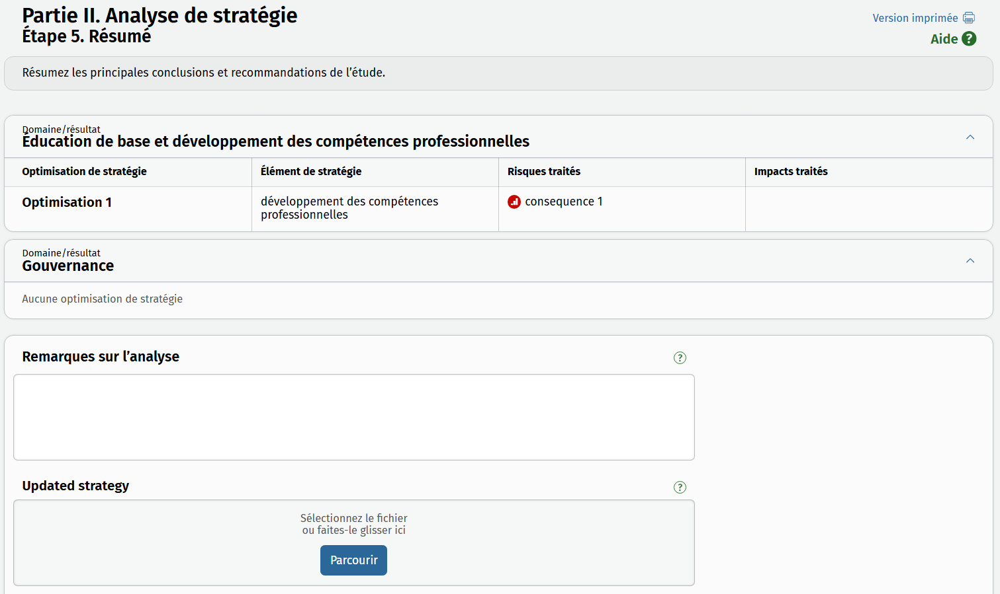 Partie II. Analyse de stratégie
Version imprimée
Étape 5. Résumé
Aide ?
Résumez les principales conclusions et recommandations de l’étude.
Domaine/résultat
Éducation de base et développement des compétences professionnelles
Optimisation de stratégie
Élément de stratégie
Risques traités
Impacts traités
Optimisation 1
développement des compétences
professionnelles
consequence 1
Domaine/résultat
Gouvernance
Aucune optimisation de stratégie
Remarques sur l’analyse
?
Updated strategy
?
Sélectionnez le fichier
ou faites-le glisser ici
Parcourir